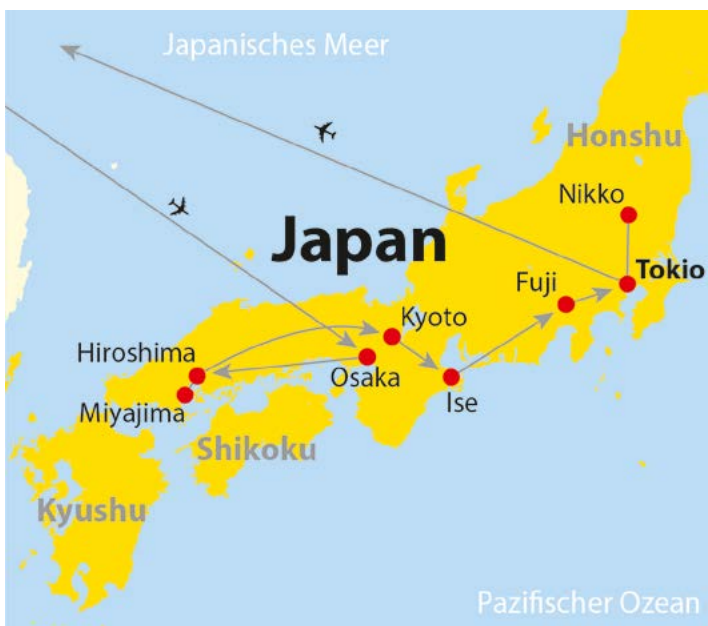 Japanisches Meer
Honshu
Nikko
Japan
Tokio
Fuji
Kyoto
Hiroshima
Osaka
Ise
Miyajima
Shikoku
Kyushu
Pazifischer Ozean